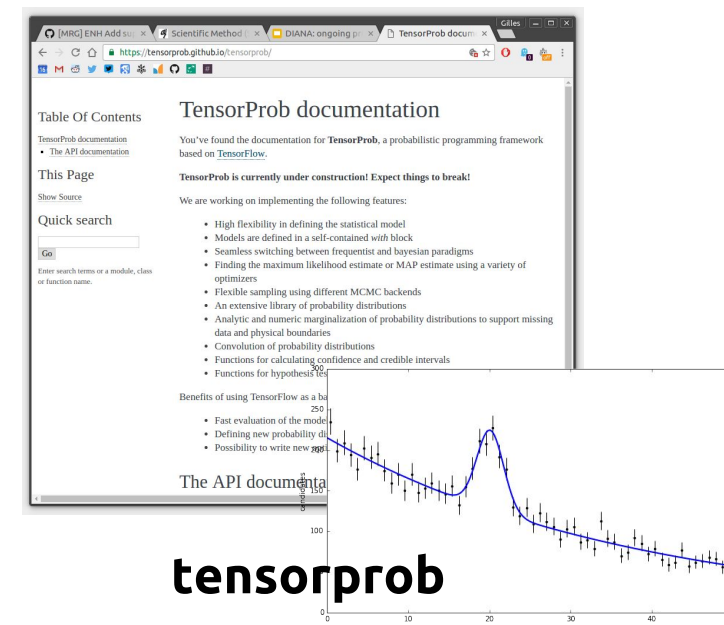 Gilles
[MRG] ENH Add su
Scientific Method (
DIANA: ongoing pr
TensorProb docum
https://tensorprob.github.io/tensorprob/
Table Of Contents
TensorProb documentation
The API documentation
This Page
Show Source
Quick search
Go
Enter search terms or a module, class
or function name.
TensorProb documentation
You've found the documentation for TensorProb, a probabilistic programming framework
based on TensorFlow.
TensorProb is currently under construction! Expect things to break!
We are working on implementing the following features:
High flexibility in defining the statistical model
Models are defined in a self-contained with block
Seamless switching between frequentist and bayesian paradigms
Finding the maximum likelihood estimate or MAP estimate using a variety of
optimizers
Flexible sampling using different MCMC backends
An extensive library of probability distributions
Analytic and numeric marginalization of probability distributions to support missing
data and physical boundaries
Convolution of probability distributions
Functions for calculating confidence and credible intervals
Functions for hypothesis tes
Benefits of using TensorFlow as a ba
Fast evaluation of the mode
Defining new probability di
Possibility to write new
The API documenta
300
250
200
150
100
candidates
0
0 10 20 30 40
tensorprob